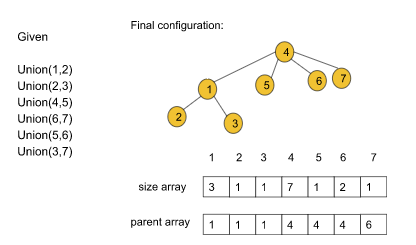 Given
Union(1,2)
Union(2,3)
Union(4,5)
Union(6,7)
Union(5,6)
Union(3,7)
Final configuration:
4
1
5
6
7
2
3
1 2 3 4 5 6 7
size array 3 1 1 7 1 2 1
parent array 1 1 1 4 4 4 6